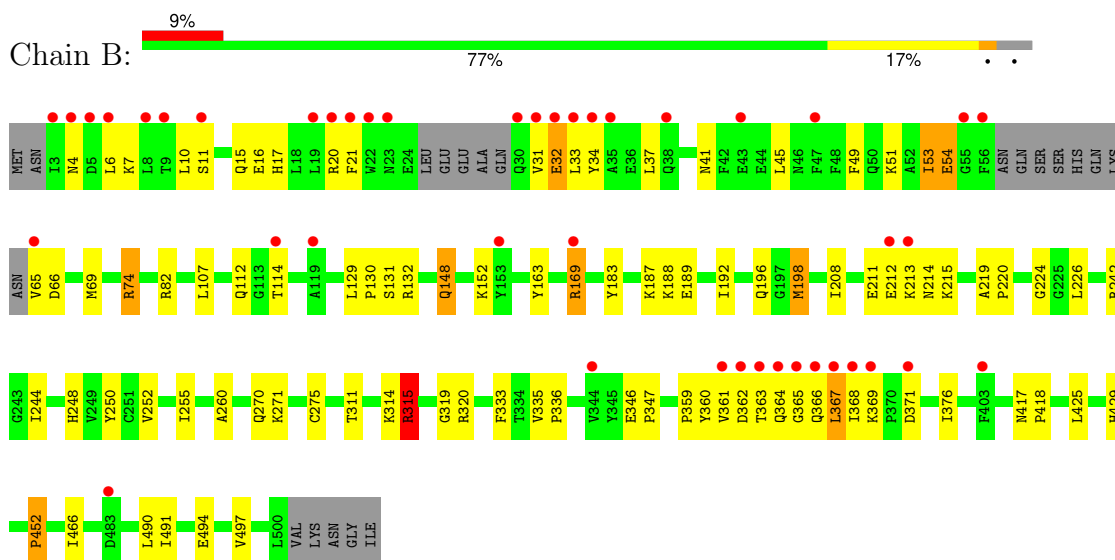 9%
Chain B:
77% 17% • •
MET ASN I3 N4 D5 L6 K7 L8 T9 L10 S11 Q15 E16 H17 L18 L19 R20 F21 W22 N23 E24 LEU GLU GLU ALA GLN Q30 V31 E32 L33 Y34 A35 E36 L37 Q38 N41 F42 E43 E44 L45 N46 F47 F48 F49 Q50 K51 A52 I53 E54 G55 F56 ASN GLN SER SER HIS GLN LYS
ASN V65 D66 M69 R74 R82 L107 Q112 G113 T114 A119 L129 P130 S131 R132 Q148 K152 Y153 Y163 R169 Y183 K187 K188 E189 I192 Q196 G197 M198 I208 E211 E212 K213 N214 K215 A219 P220 G224 G225 L226
G243 I244 H248 V249 Y250 C251 V252 I255 A260 Q270 K271 C275 T311 K314 R315 G319 R320 F333 T334 V335 P336 V344 Y345 E346 P347 P359 Y360 V361 D362 T363 Q364 G365 Q366 L367 I368 K369 P370 D371 I376 F403 N417 P418 L425
P452 I466 D483 L490 I491 E494 V497 L500 VAL LYS ASN GLY ILE